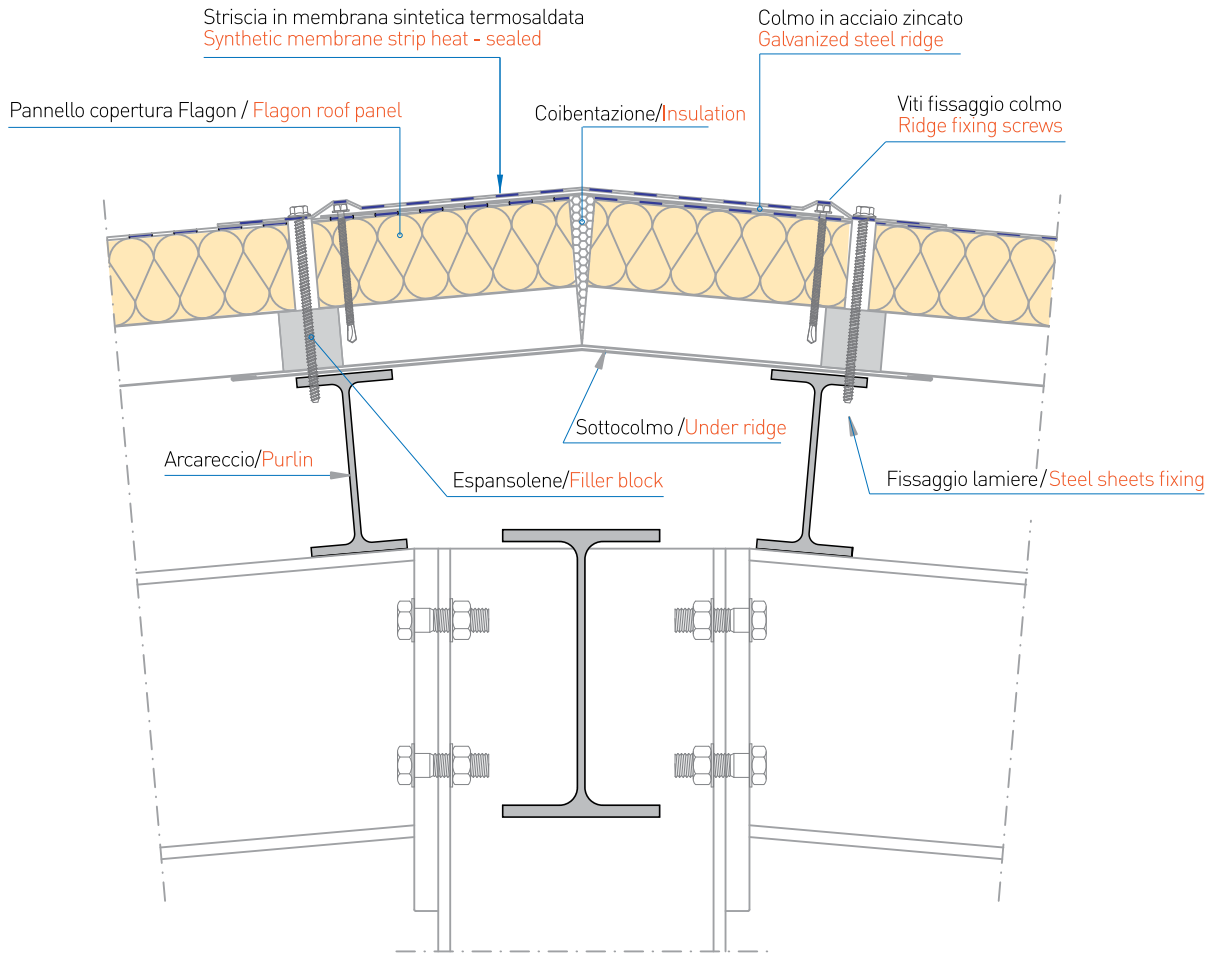 Striscia in membrana sintetica termosaldata
Synthetic membrane strip heat - sealed
Colmo in acciaio zincato
Galvanized steel ridge
Pannello copertura Flagon / Flagon roof panel
Coibentazione/Insulation
Viti fissaggio colmo
Ridge fixing screws
Sottocolmo /Under ridge
Arcareccio/Purlin
Espansolene/Filler block
Fissaggio lamiere/Steel sheets fixing